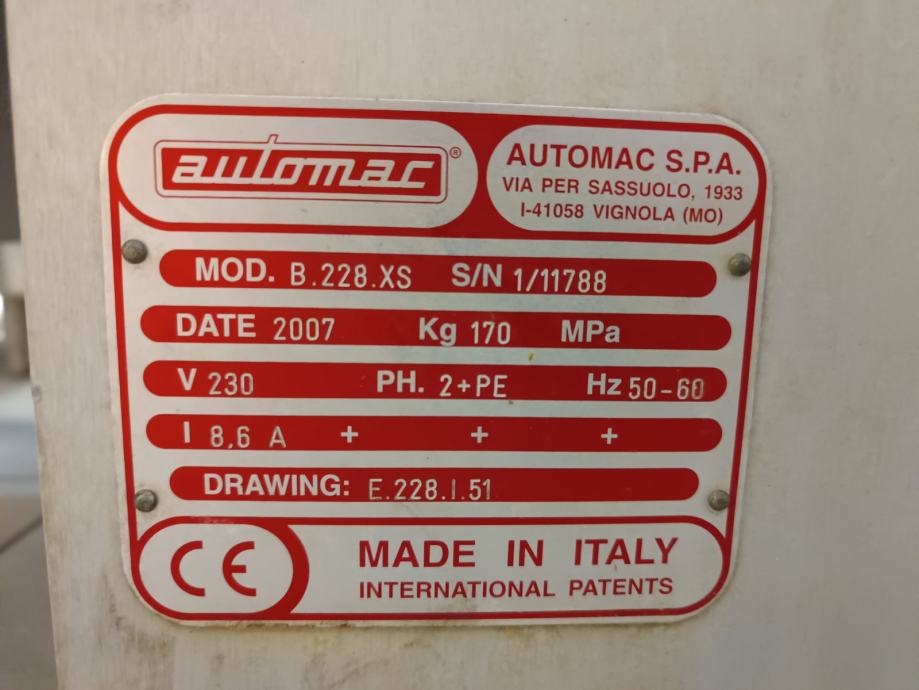 automac®
AUTOMAC S.P.A.
VIA PER SASSUOLO, 1933
I-41058 VIGNOLA (MO)
MOD. B.228.XS S/N 1/11788
DATE 2007 Kg 170 MPa
V 230 PH. 2+PE Hz 50-60
I 8,6 A + + +
DRAWING: E.228.I.51
CE
MADE IN ITALY
INTERNATIONAL PATENTS